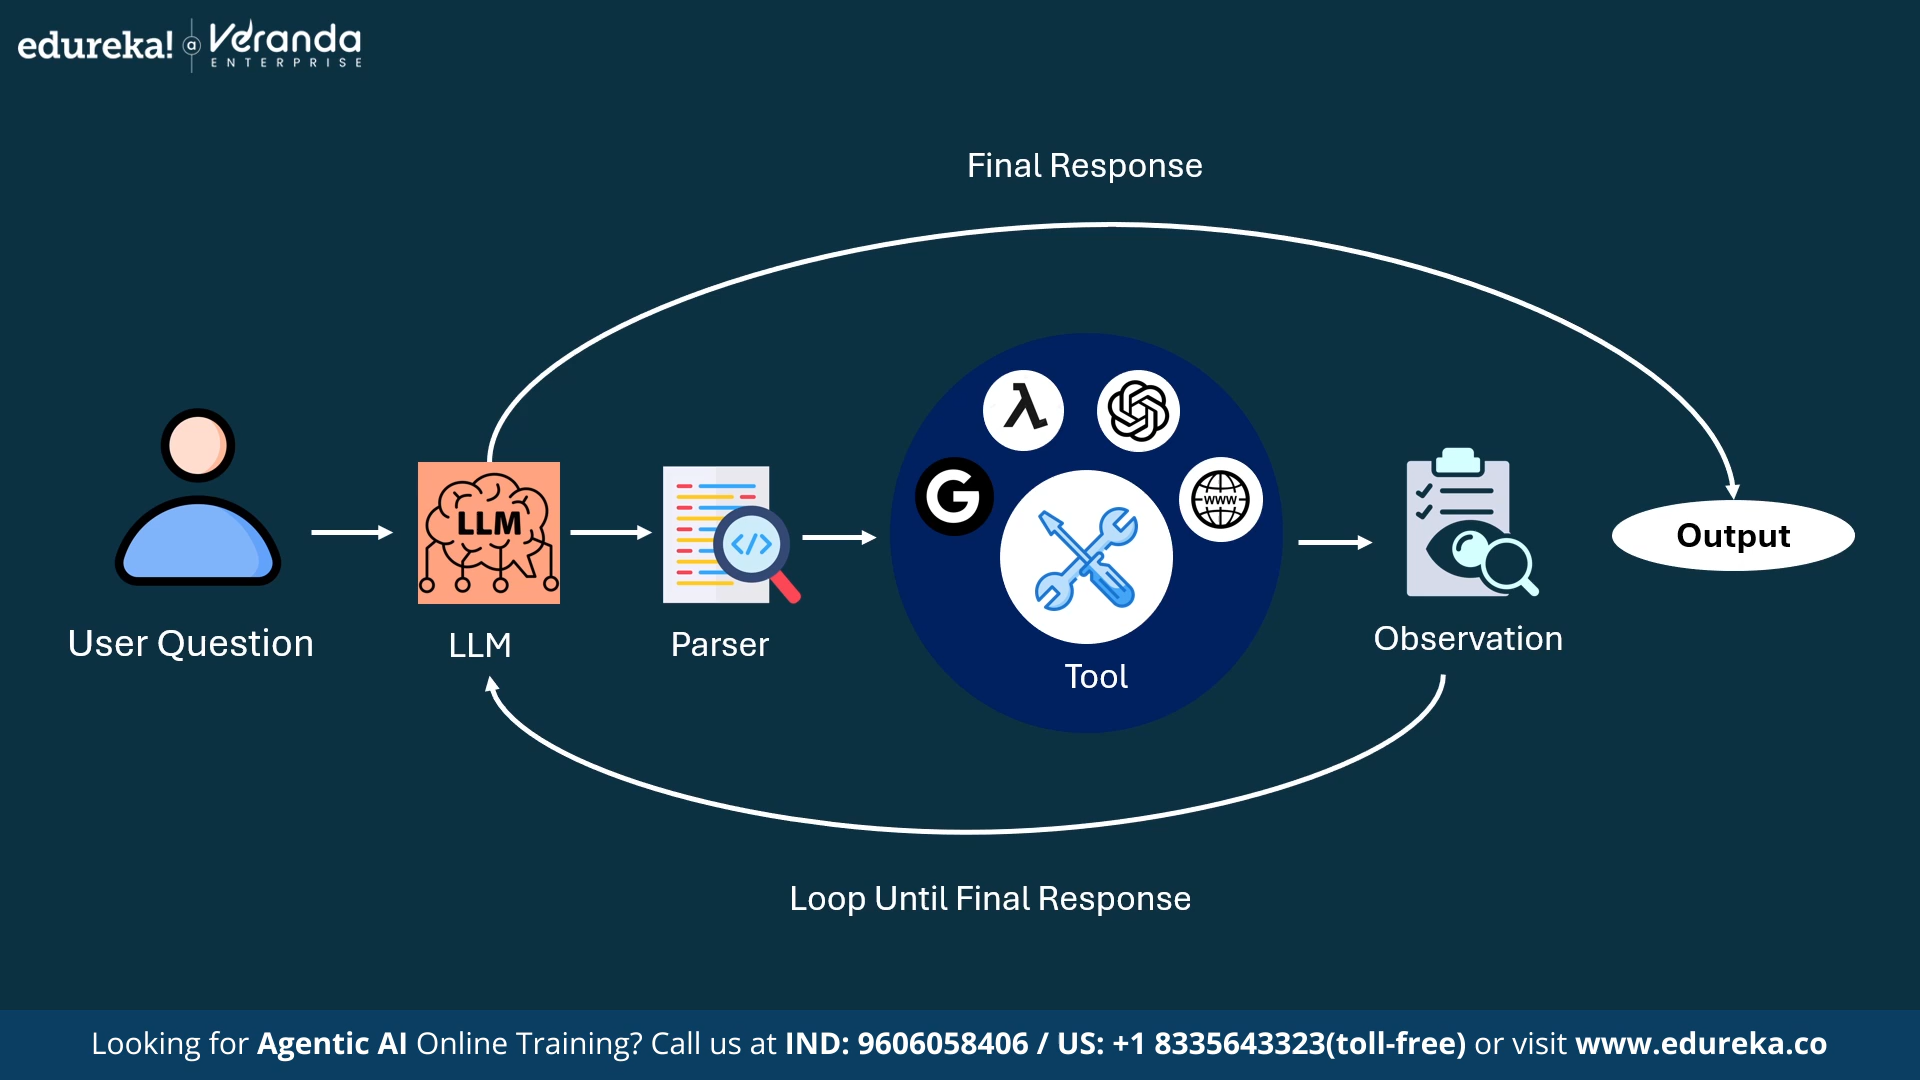 edureka! a Veranda
ENTERPRISE
Final Response
LLM
WWW
Output
User Question
LLM
Parser
Tool
Observation
Loop Until Final Response
Looking for Agentic AI Online Training? Call us at IND: 9606058406 / US: +1 8335643323(toll-free) or visit www.edureka.co